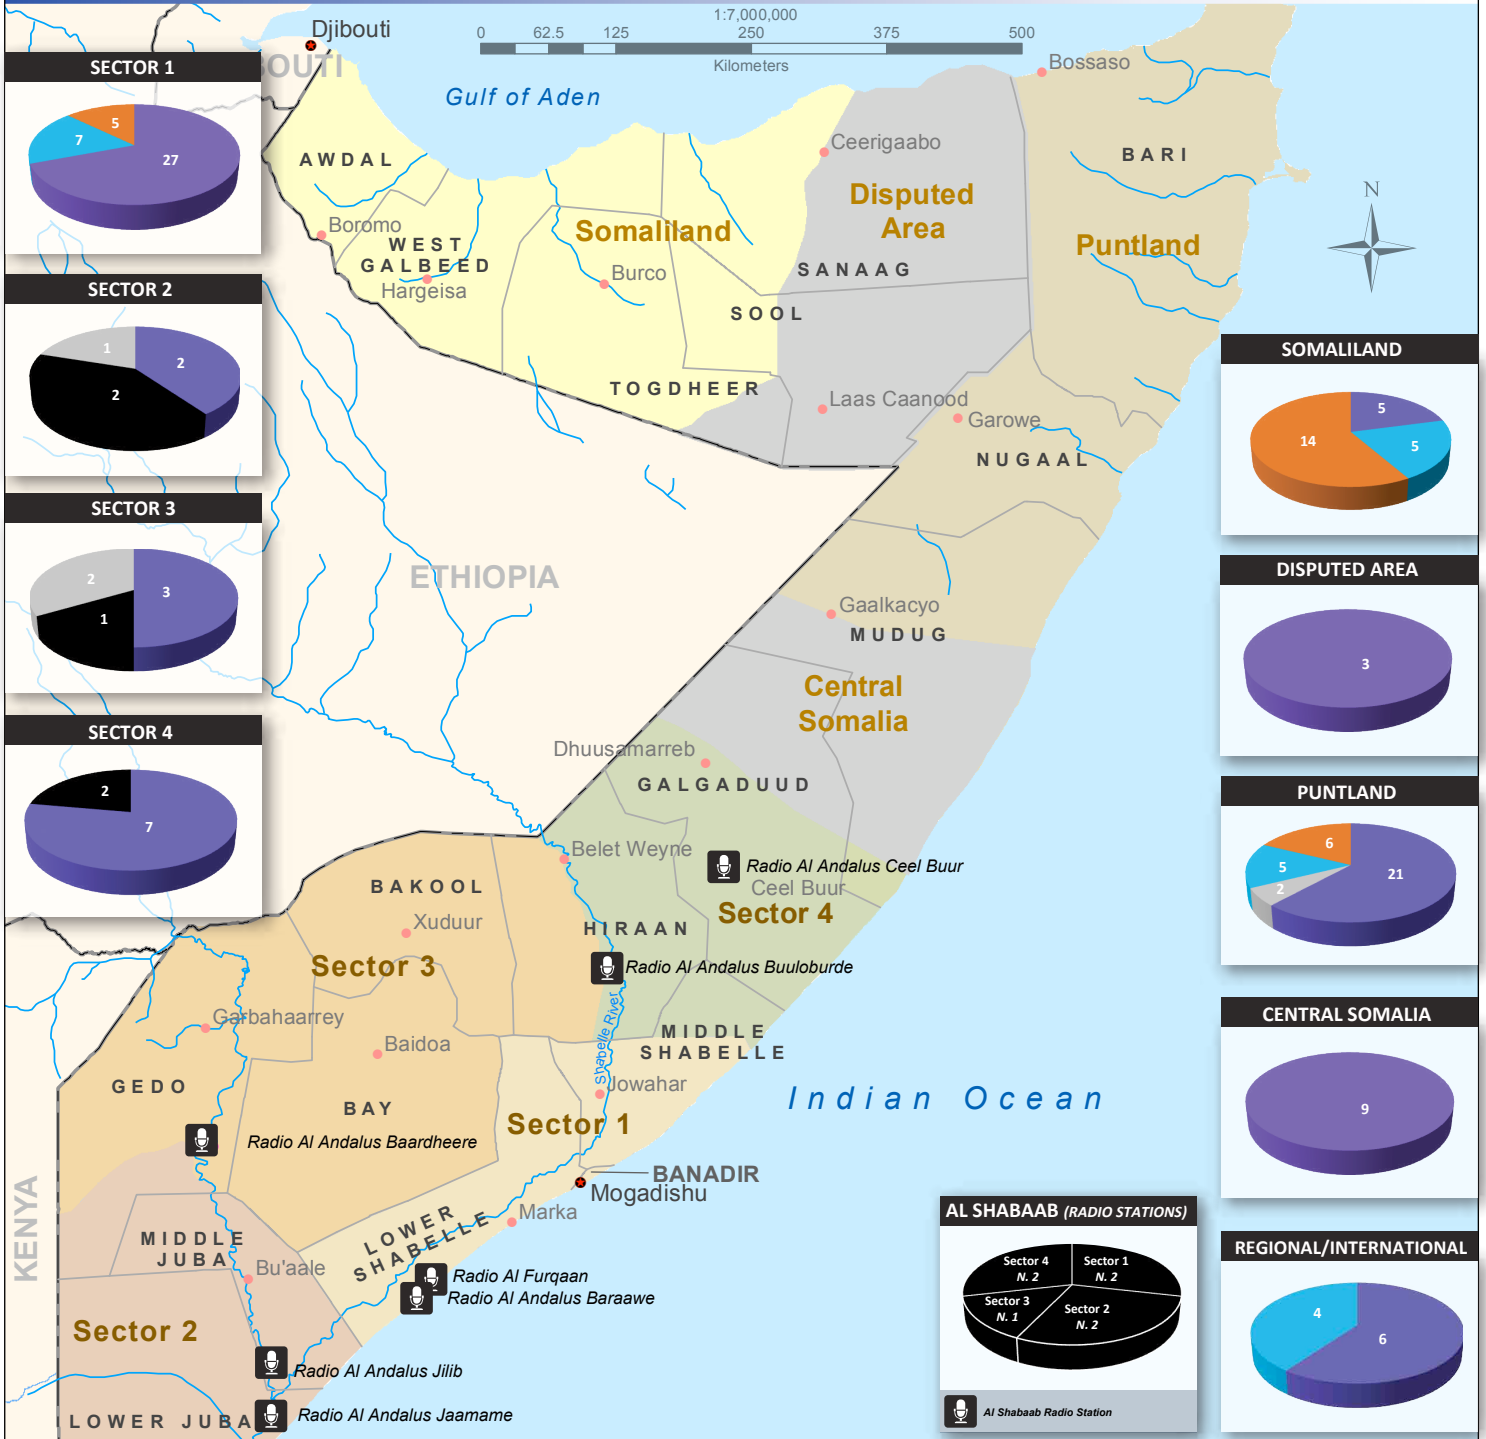 1:7,000,000
0 62.5 125 250 375 500
Kilometers
Djibouti
BOUTI
Gulf of Aden
Bossaso
SECTOR 1
5
7
27
AWDAL
Ceerigaabo
BARI
Disputed
Area
N
Boromo
WEST
GALBEED
Hargeisa
Somaliland
Burco
Puntland
SANAAG
SOOL
SECTOR 2
1
2
2
TOGDHEER
Laas Caanood
Garowe
NUGAAL
SOMALILAND
5
14
5
SECTOR 3
2
3
1
ETHIOPIA
Gaalkacyo
MUDUG
DISPUTED AREA
3
Central
Somalia
SECTOR 4
2
7
Dhuusamarreb
GALGADUUD
PUNTLAND
6
5
21
2
Belet Weyne
Radio Al Andalus Ceel Buur
Ceel Buur
Sector 4
BAKOOL
Xuduur
HIRAAN
Sector 3
Radio Al Andalus Buuloburde
Garbahaarrey
Baidoa
Shabelle River
MIDDLE
SHABELLE
CENTRAL SOMALIA
9
GEDO
BAY
Jowahar
Sector 1
Indian Ocean
Radio Al Andalus Baardheere
BANADIR
Mogadishu
KENYA
Marka
LOWER
SHABELLE
MIDDLE
JUBA
Bu'aale
Radio Al Furqaan
Radio Al Andalus Baraawe
Sector 2
Radio Al Andalus Jilib
LOWER JUBA
Radio Al Andalus Jaamame
AL SHABAAB (RADIO STATIONS)
Sector 4
N. 2
Sector 1
N. 2
Sector 3
N. 1
Sector 2
N. 2
Al Shabaab Radio Station
REGIONAL/INTERNATIONAL
4
6